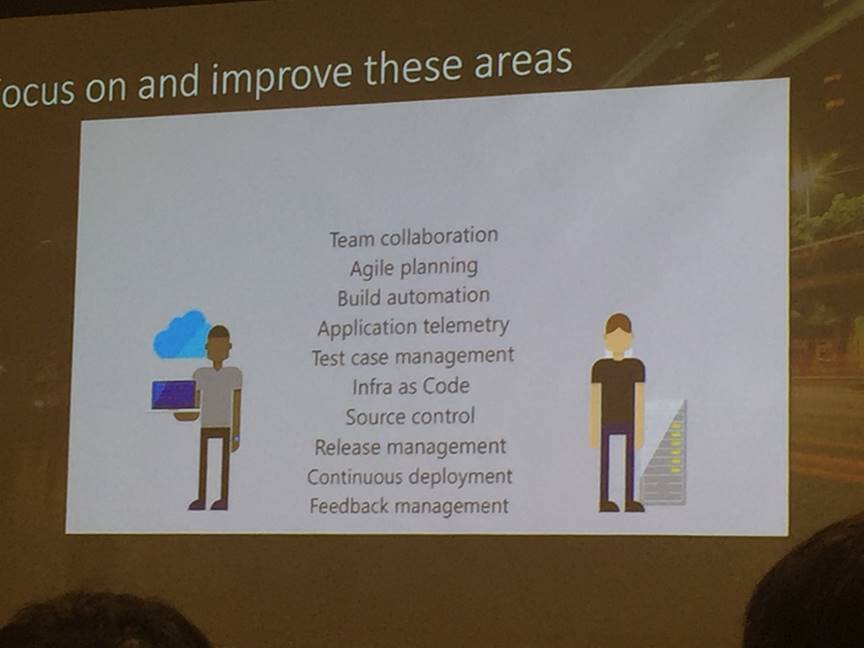 ocus on and improve these areas
Team collaboration
Agile planning
Build automation
Application telemetry
Test case management
Infra as Code
Source control
Release management
Continuous deployment
Feedback management